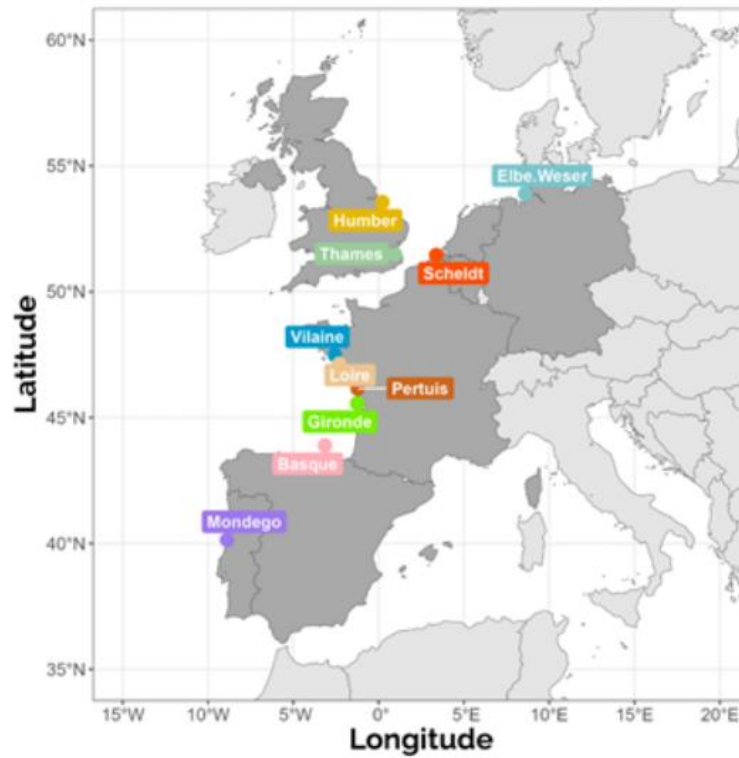 60°N
55°N
Elbe.Weser
Humber
Thames
Scheldt
50°N
Vilaine
Loire
Pertuis
45°N
Gironde
Basque
Mondego
40°N
35°N
Latitude
15°W 10°W 5°W 0° 5°E 10°E 15°E 20°E
Longitude